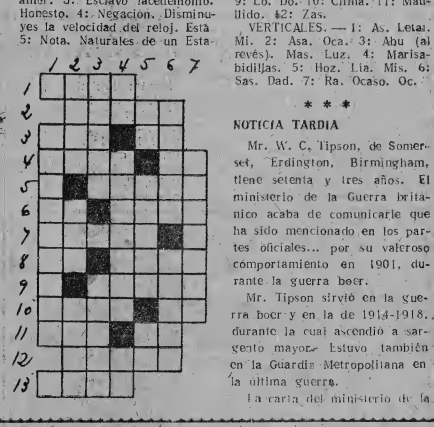 3: Esclavo lacedemonio.
Honesto. 4: Negación. Disminu-
yes la velocidad del reloj. Está
5: Nota. Naturales de un Esta-
1 2 3 4 5 6 7
1
2
3
4
5
6
7
8
9
10
11
12
13
9: Lo. Do. 10: Clima. 11: Mau-
llido. 12: Zas.
VERTICALES. — 1: As. Letas.
Mi. 2: Asa. Oca. 3: Abu (al
revés). Mas. Luz. 4: Marisa-
bidillas. 5: Hoz. Lía. Mis. 6:
Sas. Dad. 7: Ra. Ocaso. Oc.
* * *
NOTICIA TARDIA
Mr. W. C. Tipson, de Somer-
set, Erdington, Birmingham,
tiene setenta y tres años. El
ministerio de la Guerra britá-
nico acaba de comunicarle que
ha sido mencionado en los par-
tes oficiales... por su valeroso
comportamiento en 1901, du-
rante la guerra boer.
Mr. Tipson sirvió en la gue-
rra boer y en la de 1914-1918,
durante la cual ascendió a sar-
gento mayor. Estuvo también
en la Guardia Metropolitana en
la última guerra.
La carta del ministerio de la